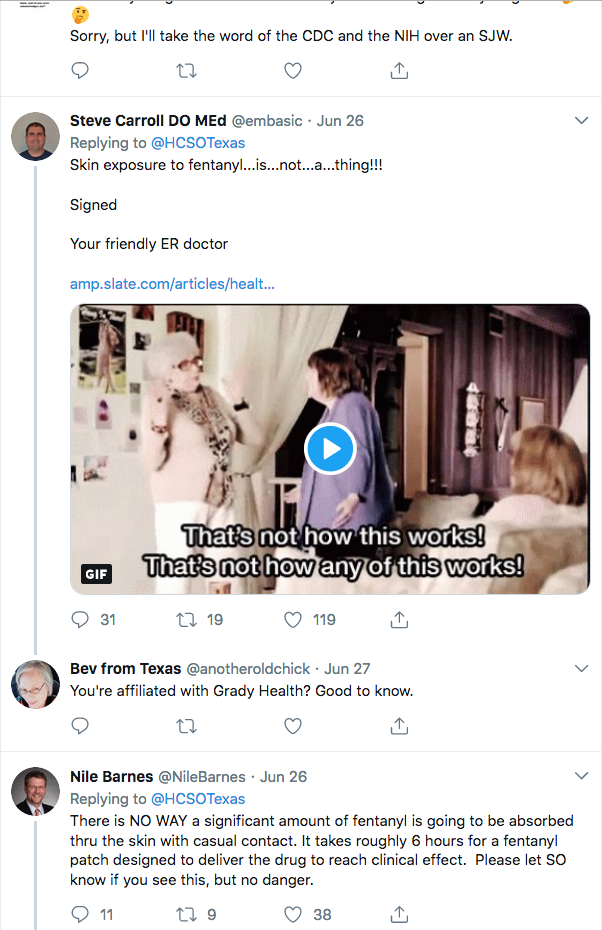 Sorry, but I'll take the word of the CDC and the NIH over an SJW.
Steve Carroll DO MEd @embasic · Jun 26
Replying to @HCSOTexas
Skin exposure to fentanyl...is...not...a...thing!!!
Signed
Your friendly ER doctor
amp.slate.com/articles/healt...
That's not how this works!
That's not how any of this works!
GIF
31 19 119
Bev from Texas @anotheroldchick · Jun 27
You're affiliated with Grady Health? Good to know.
Nile Barnes @NileBarnes · Jun 26
Replying to @HCSOTexas
There is NO WAY a significant amount of fentanyl is going to be absorbed
thru the skin with casual contact. It takes roughly 6 hours for a fentanyl
patch designed to deliver the drug to reach clinical effect.  Please let SO
know if you see this, but no danger.
11 9 38